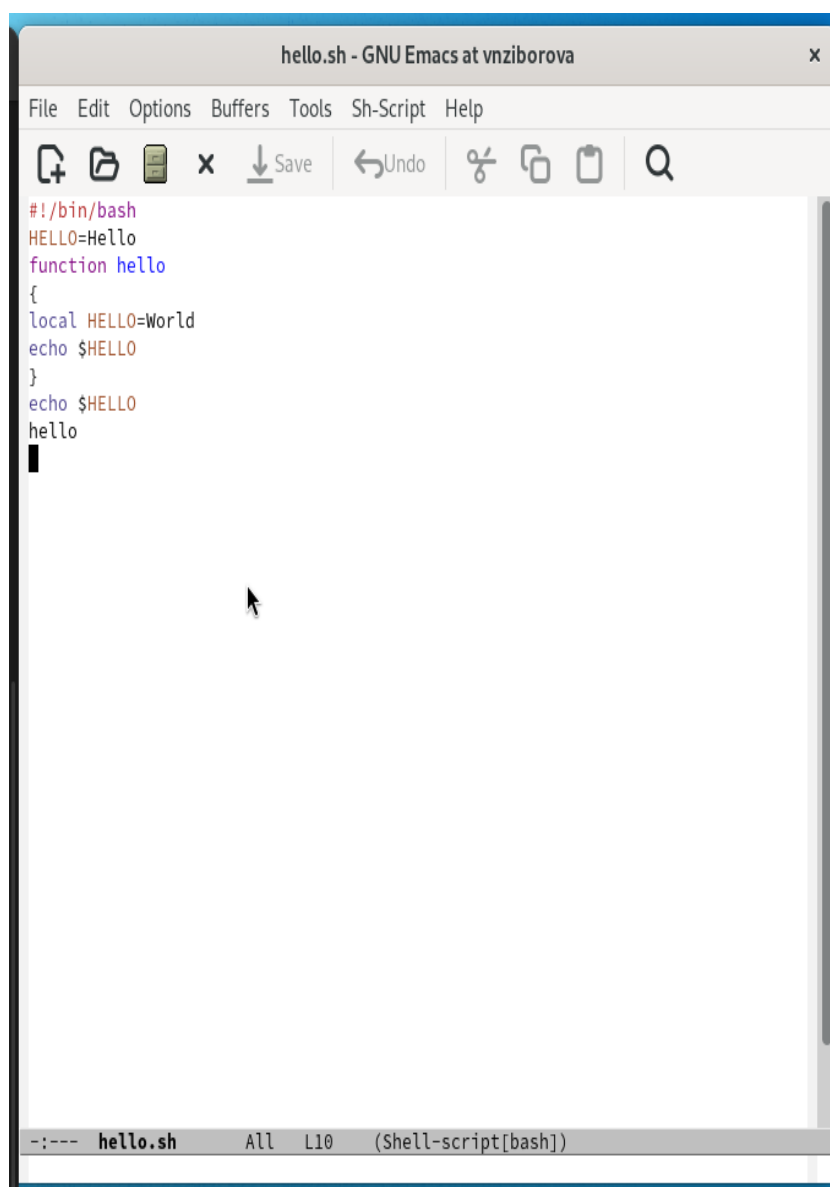 hello.sh - GNU Emacs at vnziborova
File Edit Options Buffers Tools Sh-Script Help
Save Undo
#!/bin/bash
HELLO=Hello
function hello
{
local HELLO=World
echo $HELLO
}
echo $HELLO
hello
-:--- hello.sh All L10 (Shell-script[bash])